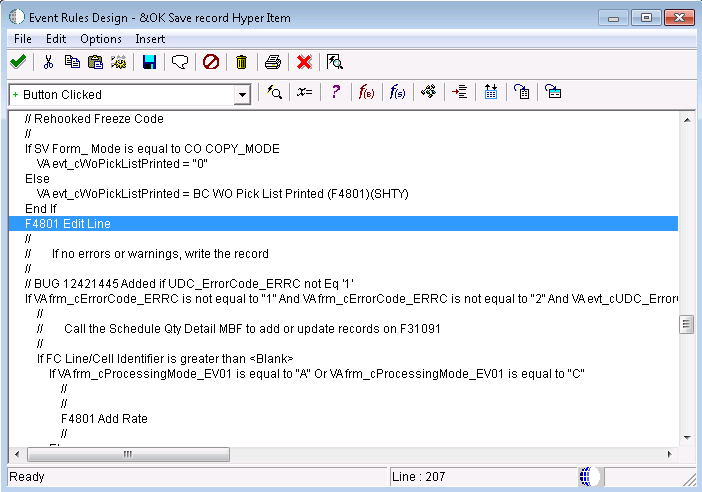 Event Rules Design - &OK Save record Hyper Item
File Edit Options Insert
x= ? f(B) f(S)
+ Button Clicked
// Rehooked Freeze Code
//
If SV Form_ Mode is equal to CO COPY_MODE
VA evt_cWoPickListPrinted = "0"
Else
VA evt_cWoPickListPrinted = BC WO Pick List Printed (F4801)(SHTY)
End If
F4801 Edit Line
//
// If no errors or warnings, write the record
//
// BUG 12421445 Added if UDC_ErrorCode_ERRC not Eq '1'
If VA frm_cErrorCode_ERRC is not equal to "1" And VA frm_cErrorCode_ERRC is not equal to "2" And VA evt_cUDC_Error
//
// Call the Schedule Qty Detail MBF to add or update records on F31091
//
If FC Line/Cell Identifier is greater than <Blank>
If VA frm_cProcessingMode_EV01 is equal to "A" Or VA frm_cProcessingMode_EV01 is equal to "C"
//
//
F4801 Add Rate
//
Ready
Line : 207